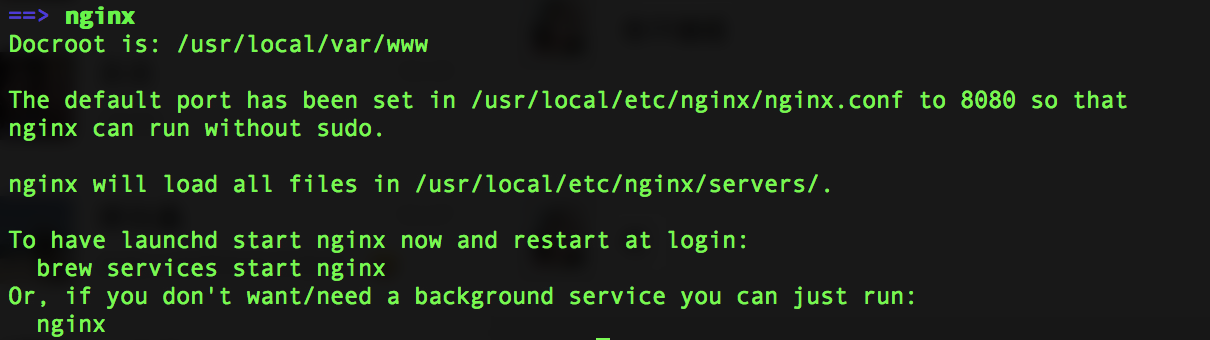 ==> nginx
Docroot is: /usr/local/var/www
The default port has been set in /usr/local/etc/nginx/nginx.conf to 8080 so that
nginx can run without sudo.
nginx will load all files in /usr/local/etc/nginx/servers/.
To have launchd start nginx now and restart at login:
  brew services start nginx
Or, if you don't want/need a background service you can just run:
  nginx